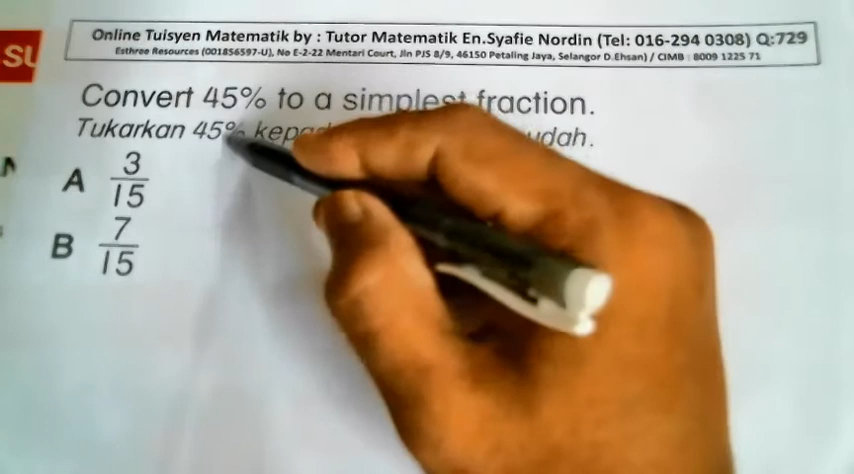 Online Tuisyen Matematik by : Tutor Matematik En.Syafie Nordin (Tel: 016-294 0308) Q:729
Esthree Resources (001856597-U), No E-2-22 Mentari Court, Jln PJS 8/9, 46150 Petaling Jaya, Selangor D.Ehsan) / CIMB : 8009 1225 71
SU
Convert 45% to a simplest fraction.
Tukarkan 45%
A 3/15
B 7/15